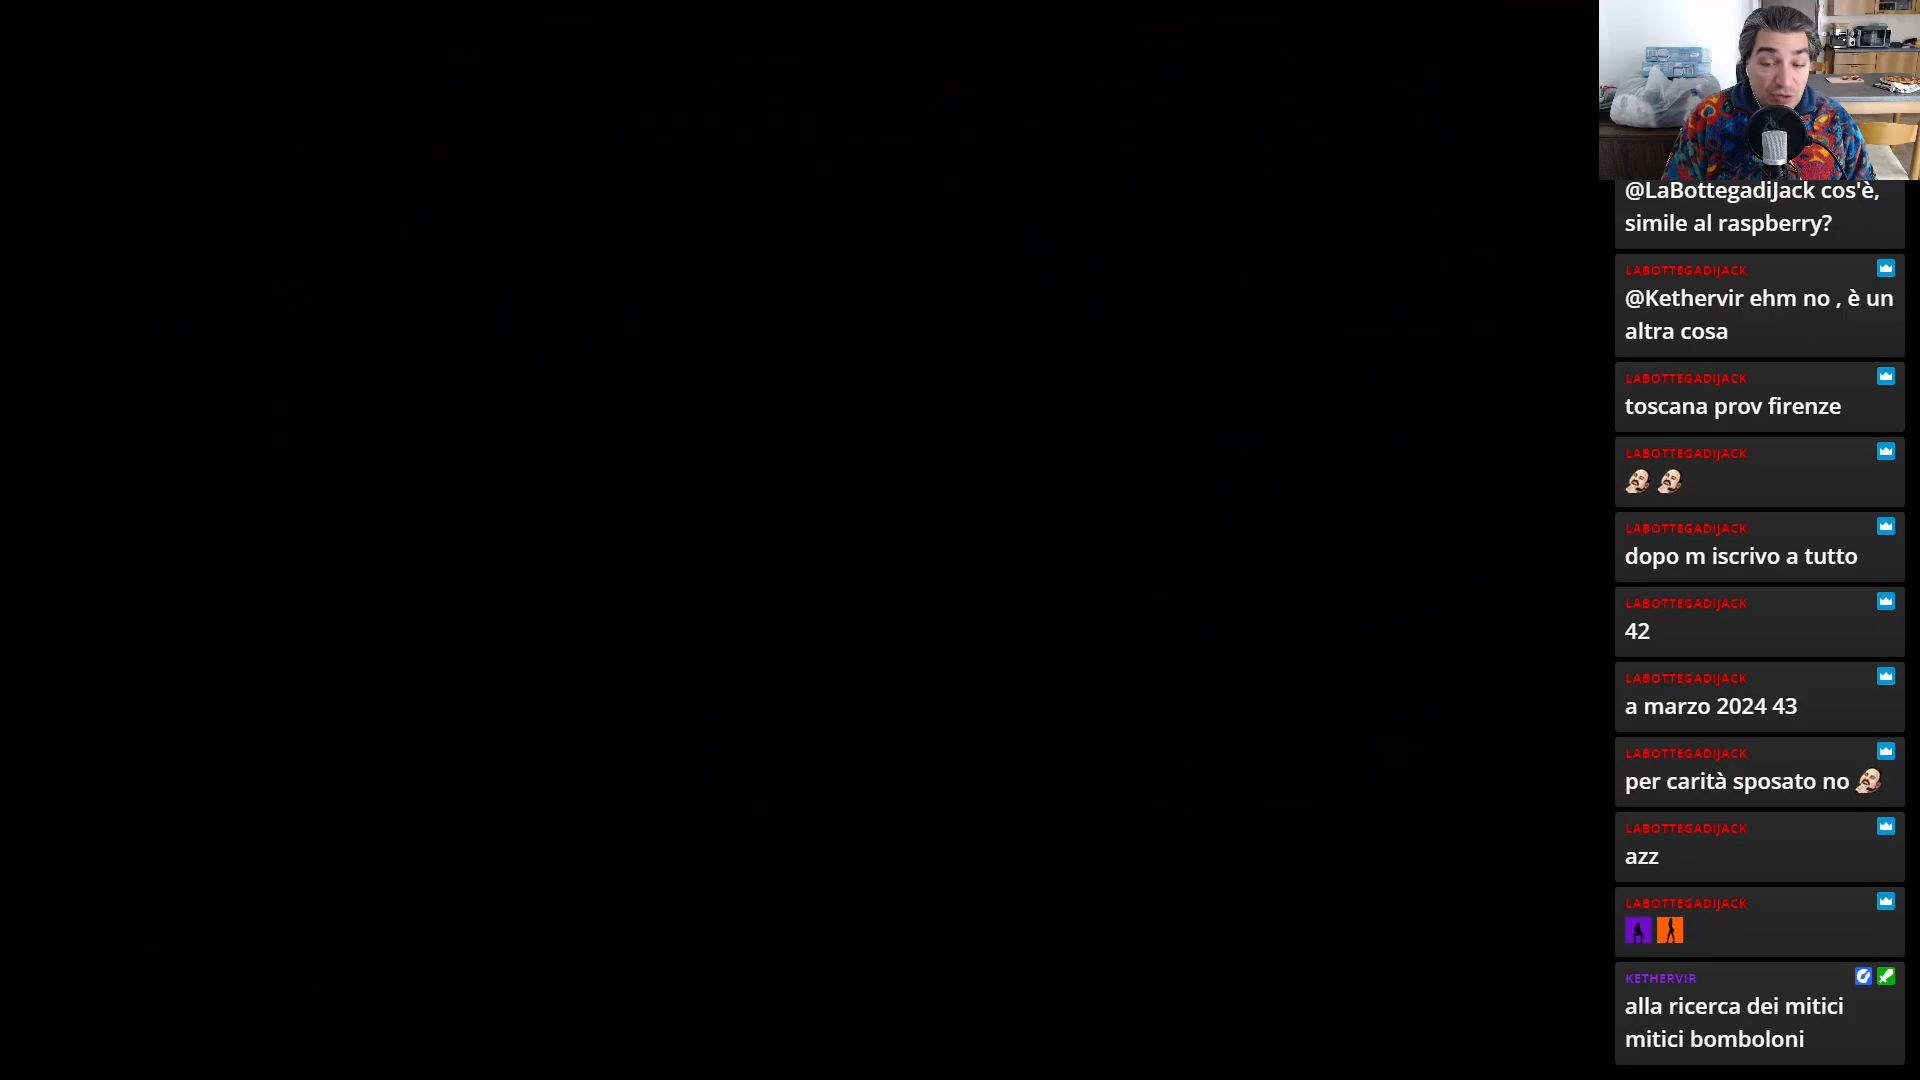 @LaBottegadiJack cos'è,
simile al raspberry?
LABOTTEGADIJACK
@Kethervir ehm no , è un
altra cosa
LABOTTEGADIJACK
toscana prov firenze
LABOTTEGADIJACK
LABOTTEGADIJACK
dopo m iscrivo a tutto
LABOTTEGADIJACK
42
LABOTTEGADIJACK
a marzo 2024 43
LABOTTEGADIJACK
per carità sposato no
LABOTTEGADIJACK
azz
LABOTTEGADIJACK
KETHERVIR
alla ricerca dei mitici
mitici bomboloni